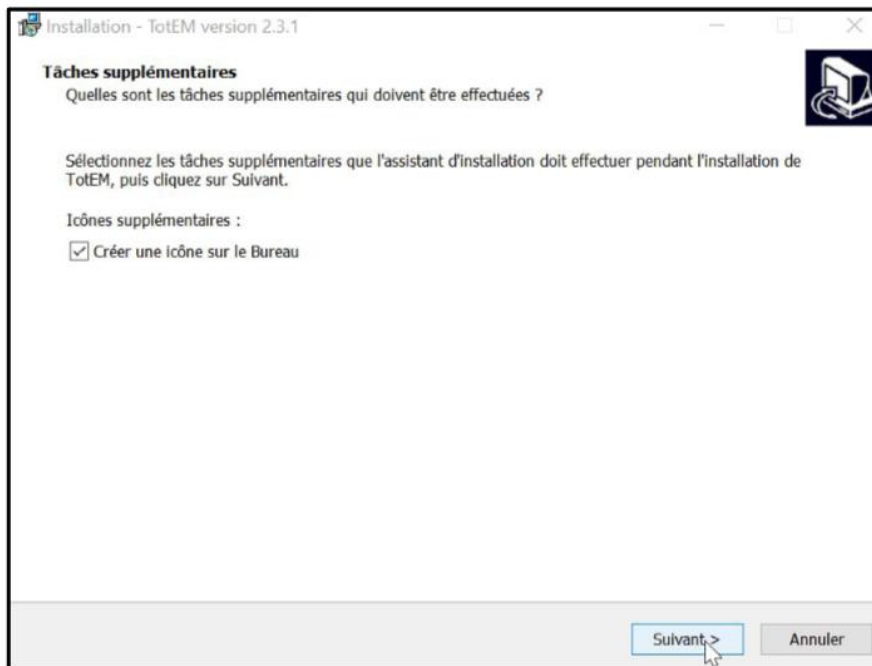 Installation - TotEM version 2.3.1
Tâches supplémentaires
Quelles sont les tâches supplémentaires qui doivent être effectuées ?
Sélectionnez les tâches supplémentaires que l'assistant d'installation doit effectuer pendant l'installation de
TotEM, puis cliquez sur Suivant.
Icônes supplémentaires :
Créer une icône sur le Bureau
Suivant >
Annuler